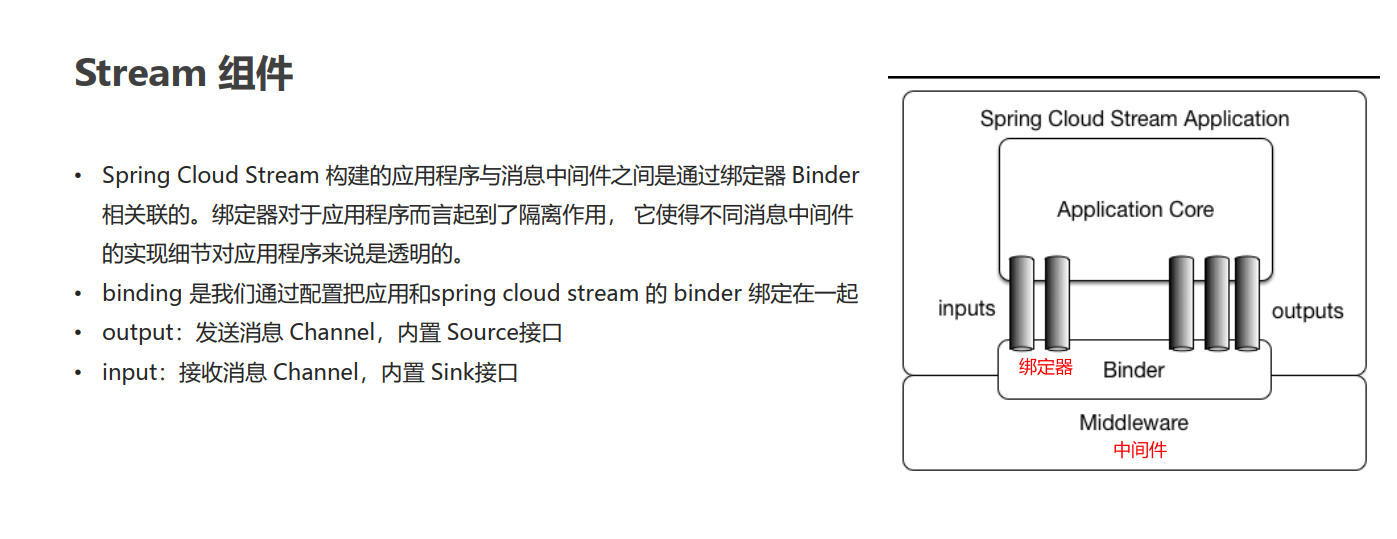 Stream 组件
• Spring Cloud Stream 构建的应用程序与消息中间件之间是通过绑定器 Binder
相关联的。绑定器对于应用程序而言起到了隔离作用， 它使得不同消息中间件
的实现细节对应用程序来说是透明的。
• binding 是我们通过配置把应用和spring cloud stream 的 binder 绑定在一起
• output：发送消息 Channel，内置 Source接口
• input：接收消息 Channel，内置 Sink接口
Spring Cloud Stream Application
Application Core
inputs
outputs
绑定器
Binder
Middleware
中间件